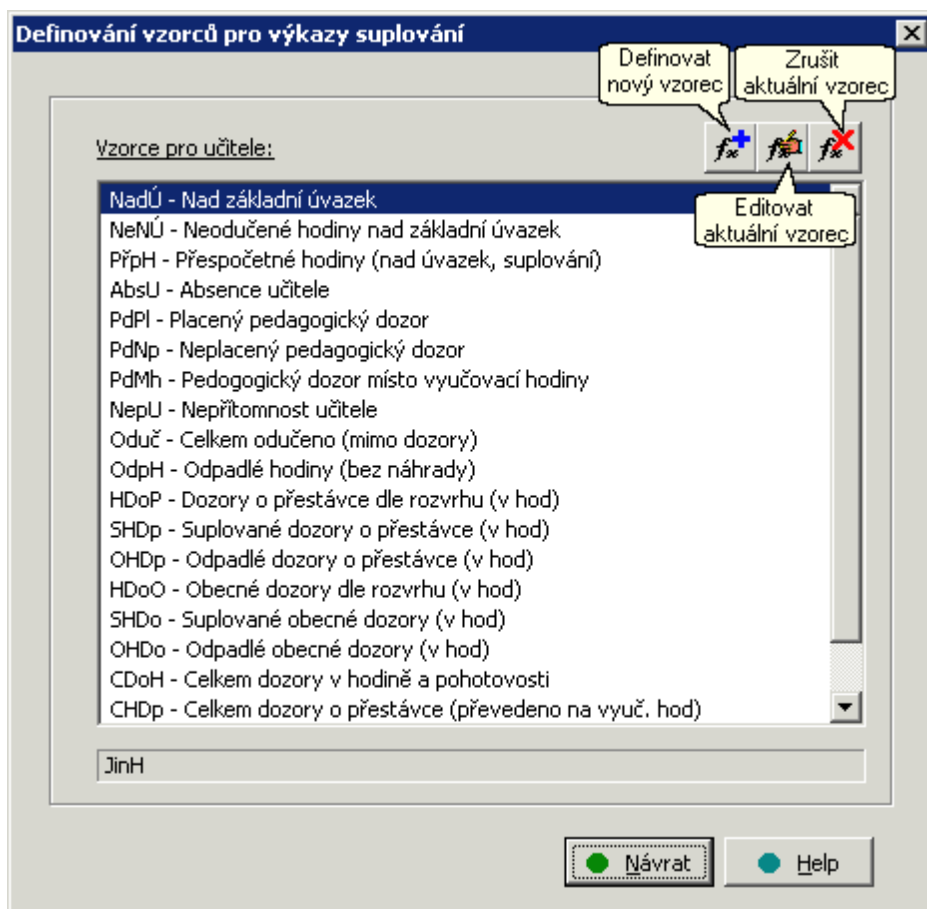 Definování vzorců pro výkazy suplování
Definovat
nový vzorec
Zrušit
aktuální vzorec
Vzorce pro učitele:
Editovat
aktuální vzorec
NadÚ - Nad základní úvazek
NeNÚ - Neodučené hodiny nad základní úvazek
PřpH - Přespočetné hodiny (nad úvazek, suplování)
AbsU - Absence učitele
PdPl - Placený pedagogický dozor
PdNp - Neplacený pedagogický dozor
PdMh - Pedogogický dozor místo vyučovací hodiny
NepU - Nepřítomnost učitele
Oduč - Celkem odučeno (mimo dozory)
OdpH - Odpadlé hodiny (bez náhrady)
HDoP - Dozory o přestávce dle rozvrhu (v hod)
SHDp - Suplované dozory o přestávce (v hod)
OHDp - Odpadlé dozory o přestávce (v hod)
HDoO - Obecné dozory dle rozvrhu (v hod)
SHDo - Suplované obecné dozory (v hod)
OHDo - Odpadlé obecné dozory (v hod)
CDoH - Celkem dozory v hodině a pohotovosti
CHDp - Celkem dozory o přestávce (převedeno na vyuč. hod)
JinH
Návrat
Help